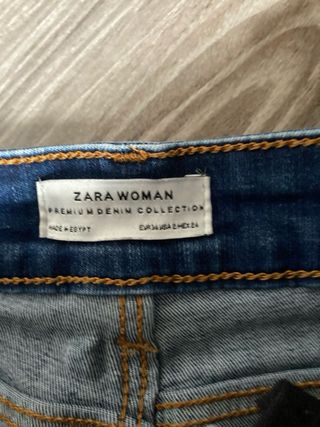 ZARA WOMAN
PREMIUM DENIM COLLECTION
MADE IN EGYPT EUR 34 USA 2 MEX 24